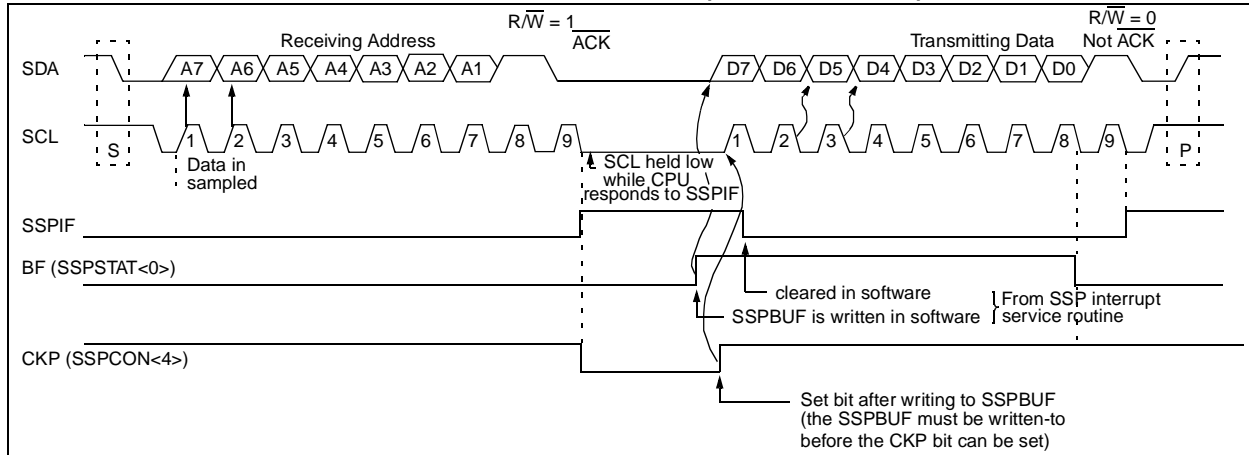 R/W = 1
R/W = 0
Receiving Address
ACK
Transmitting Data
Not ACK
SDA
A7 A6 A5 A4 A3 A2 A1
D7 D6 D5 D4 D3 D2 D1 D0
SCL
S
1 2 3 4 5 6 7 8 9
1 2 3 4 5 6 7 8 9
P
Data in
sampled
SCL held low
while CPU
responds to SSPIF
SSPIF
BF (SSPSTAT<0>)
cleared in software
SSPBUF is written in software
From SSP interrupt
service routine
CKP (SSPCON<4>)
Set bit after writing to SSPBUF
(the SSPBUF must be written-to
before the CKP bit can be set)